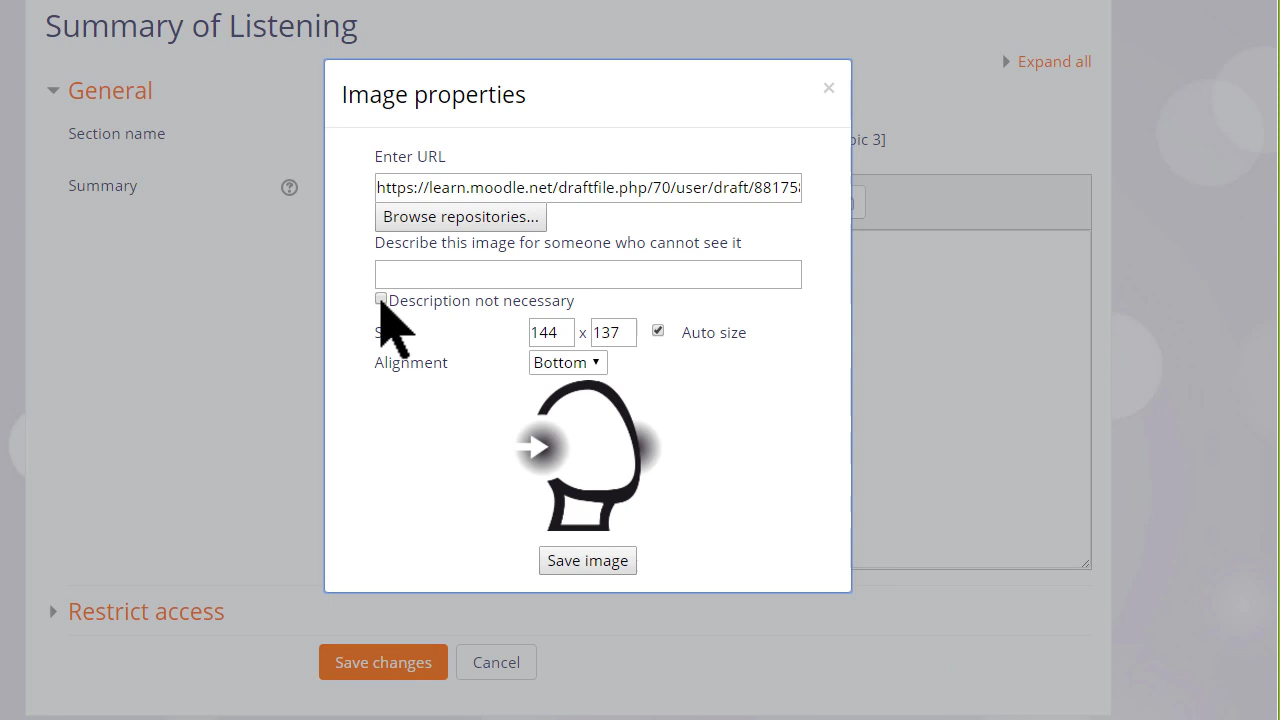 Summary of Listening
Expand all
General
Image properties
×
Section name
pic 3]
Enter URL
Summary
https://learn.moodle.net/draftfile.php/70/user/draft/88175
Browse repositories...
Describe this image for someone who cannot see it
Description not necessary
144 x 137 Auto size
Alignment Bottom
Save image
Restrict access
Save changes Cancel